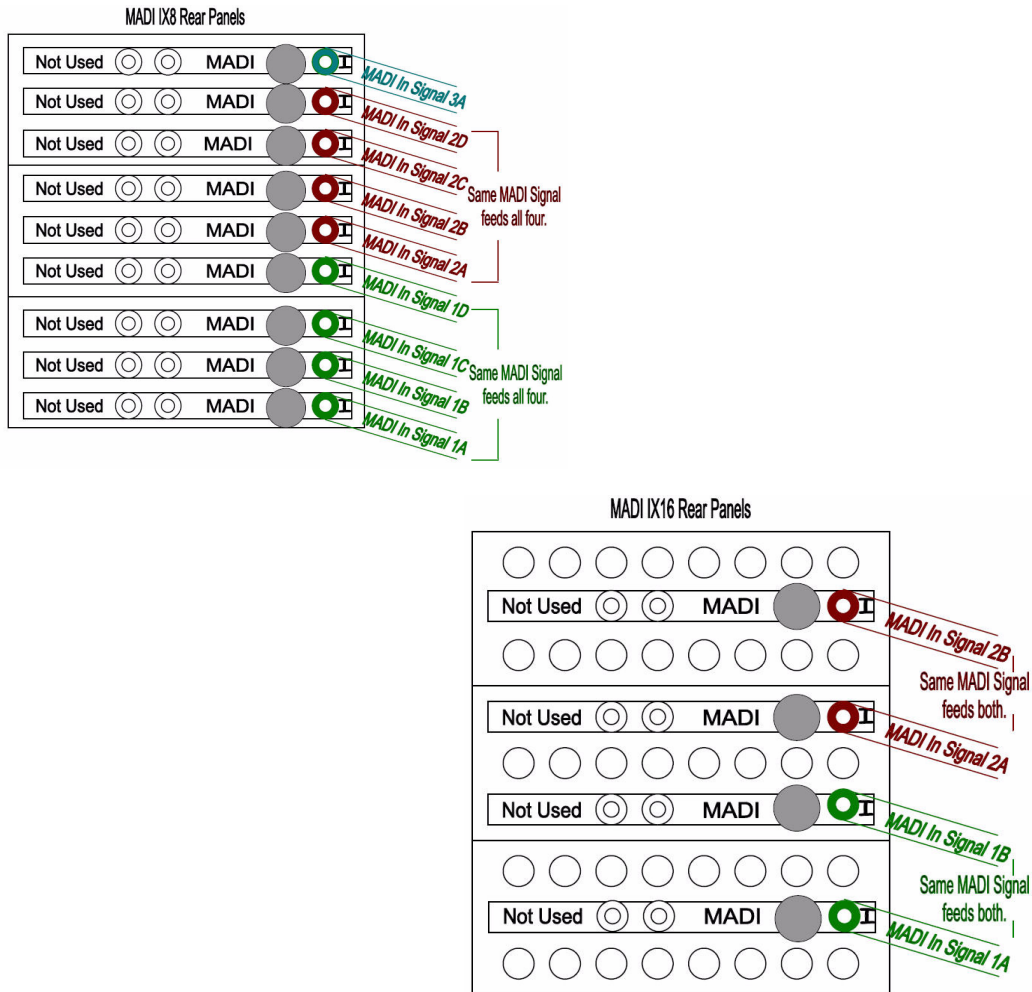 MADI IX8 Rear Panels
Not Used MADI I MADI In Signal 3A
Not Used MADI I MADI In Signal 2D
Not Used MADI I MADI In Signal 2C
Same MADI Signal
feeds all four.
Not Used MADI I MADI In Signal 2B
Not Used MADI I MADI In Signal 2A
Not Used MADI I MADI In Signal 1D
Not Used MADI I MADI In Signal 1C
Same MADI Signal
feeds all four.
Not Used MADI I MADI In Signal 1B
Not Used MADI I MADI In Signal 1A
MADI IX16 Rear Panels
Not Used MADI I MADI In Signal 2B
Same MADI Signal
feeds both.
Not Used MADI I MADI In Signal 2A
Not Used MADI I MADI In Signal 1B
Same MADI Signal
feeds both.
Not Used MADI I MADI In Signal 1A